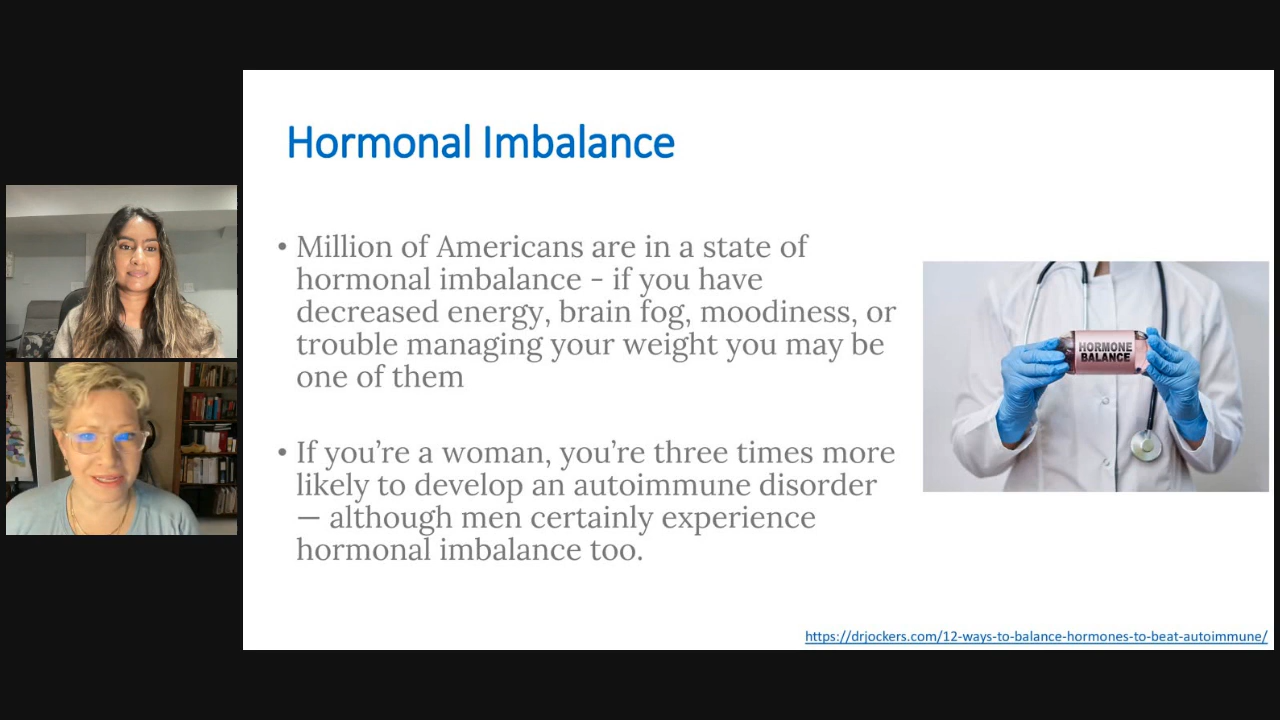 Hormonal Imbalance
• Million of Americans are in a state of
hormonal imbalance - if you have
decreased energy, brain fog, moodiness, or
trouble managing your weight you may be
one of them
HORMONE
BALANCE
• If you’re a woman, you’re three times more
likely to develop an autoimmune disorder
— although men certainly experience
hormonal imbalance too.
https://drjockers.com/12-ways-to-balance-hormones-to-beat-autoimmune/